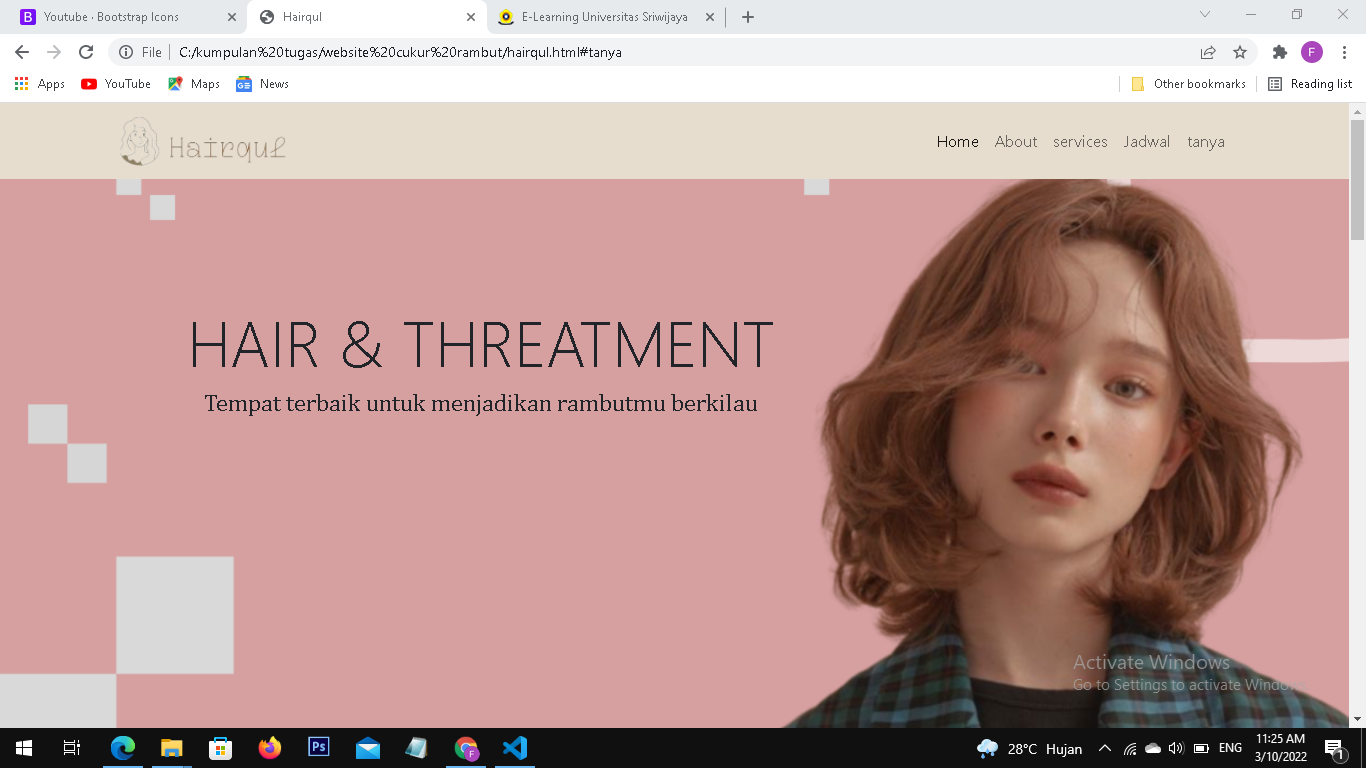 Youtube · Bootstrap Icons
Hairqul
E-Learning Universitas Sriwijaya
File
C:/kumpulan%20tugas/website%20cukur%20rambut/hairqul.html#tanya
F
Apps
YouTube
Maps
News
Other bookmarks
Reading list
Hairqul
Home
About
services
Jadwal
tanya
HAIR & THREATMENT
Tempat terbaik untuk menjadikan rambutmu berkilau
Activate Windows
Go to Settings to activate Windows
Ps
F
28°C Hujan
ENG
11:25 AM
3/10/2022
1